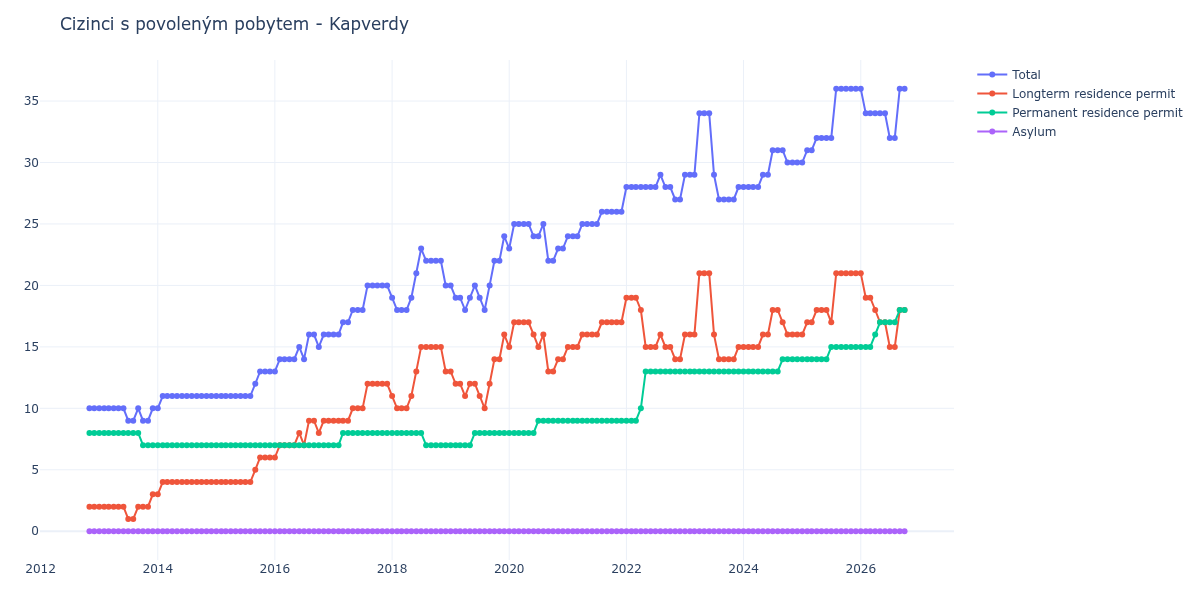 Cizinci s povoleným pobytem - Kapverdy
Total
Longterm residence permit
Permanent residence permit
Asylum
35
30
25
20
15
10
5
0
2012 2014 2016 2018 2020 2022 2024 2026